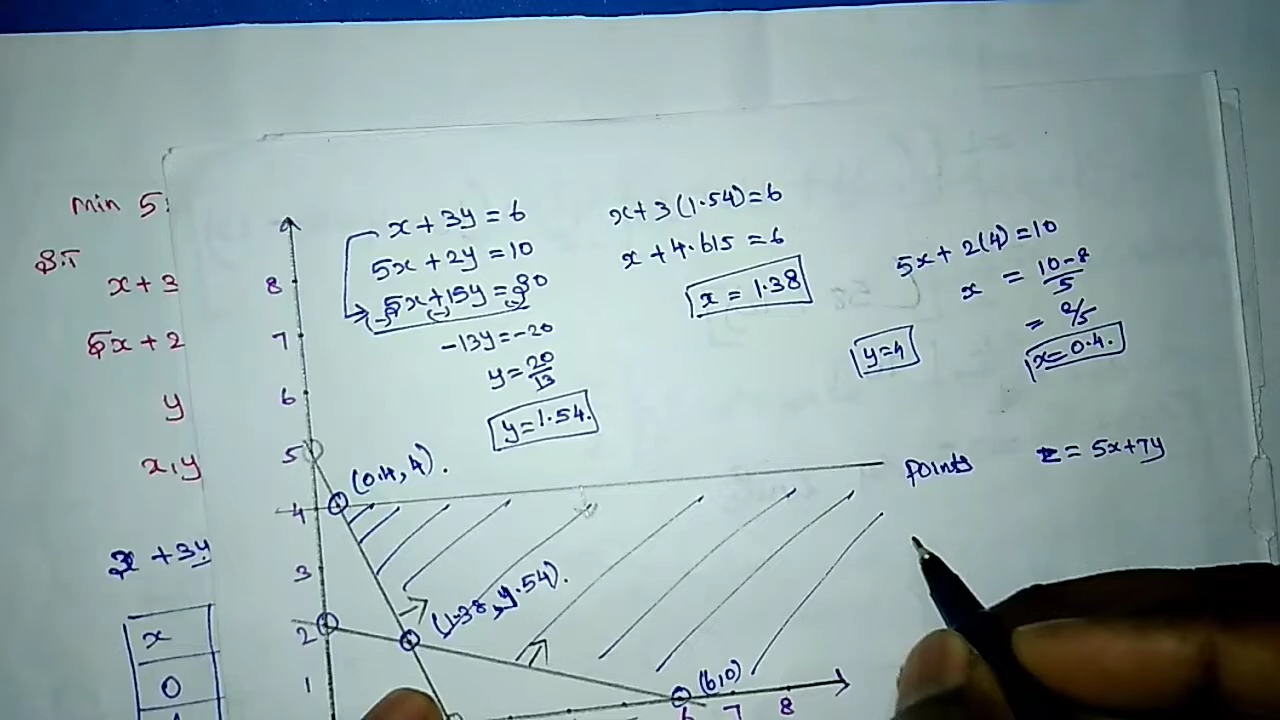 Min 5
S.T
x + 3
5x + 2
y
x, y
x + 3y
x
0
x + 3y = 6
5x + 2y = 10
5x + 15y = 30
-13y = -20
y = 20/13
y = 1.54.
x + 3(1.54) = 6
x + 4.615 = 6
x = 1.38
5x + 2(4) = 10
x = 10-8/5
= 2/5
y = 4
x = 0.4.
Points z = 5x + 7y
8
7
6
5
4
3
2
1
(0.4, 4).
(1.38, 1.54).
(6,0)
6 7 8